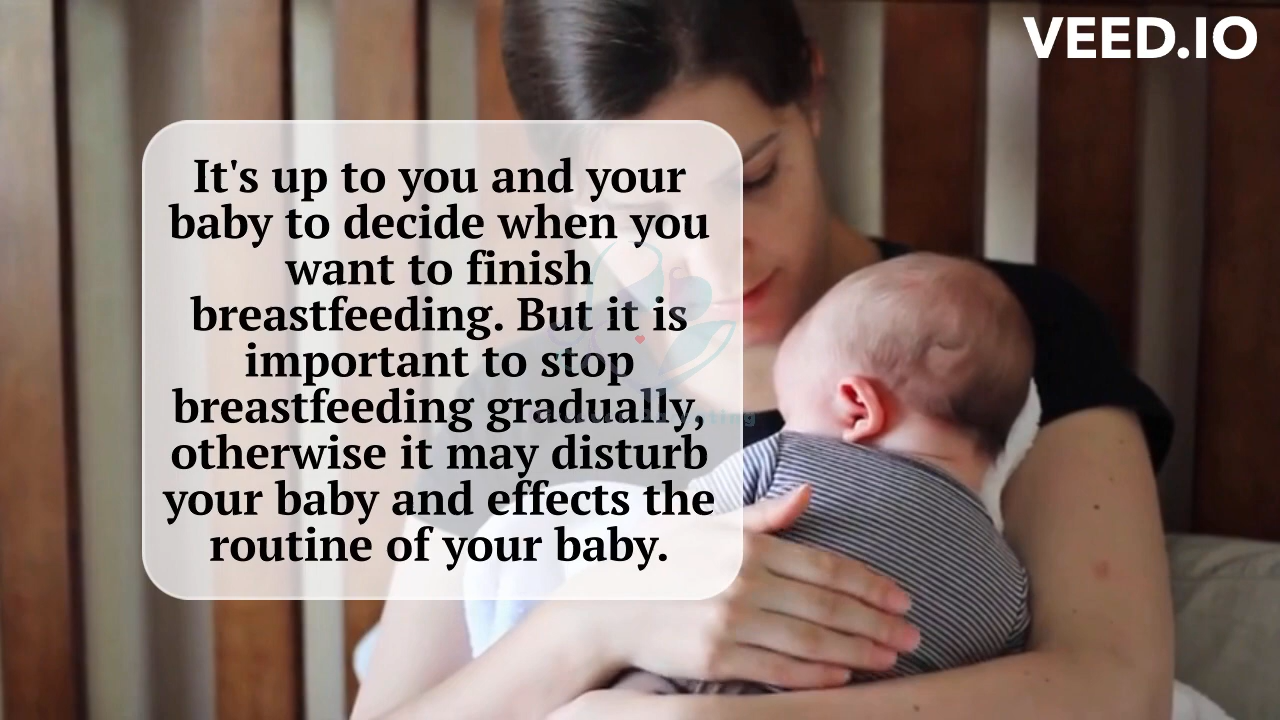 VEED.IO
It's up to you and your
baby to decide when you
want to finish
breastfeeding. But it is
important to stop
breastfeeding gradually,
otherwise it may disturb
your baby and effects the
routine of your baby.